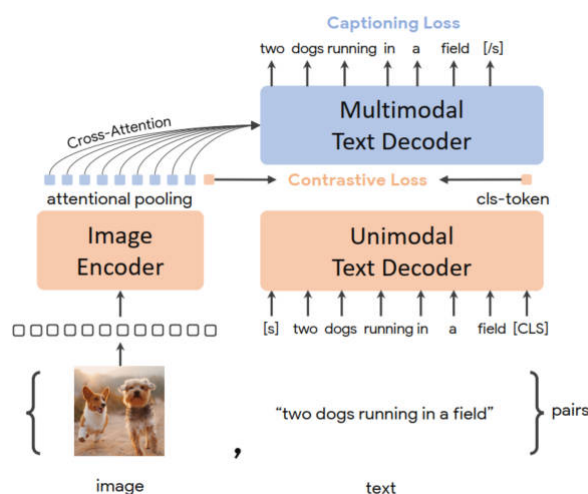 Captioning Loss
two dogs running in a field [/s]
Multimodal
Text Decoder
Cross-Attention
Contrastive Loss
attentional pooling
cls-token
Image
Encoder
Unimodal
Text Decoder
[s] two dogs running in a field [CLS]
"two dogs running in a field"
pairs
,
image
text